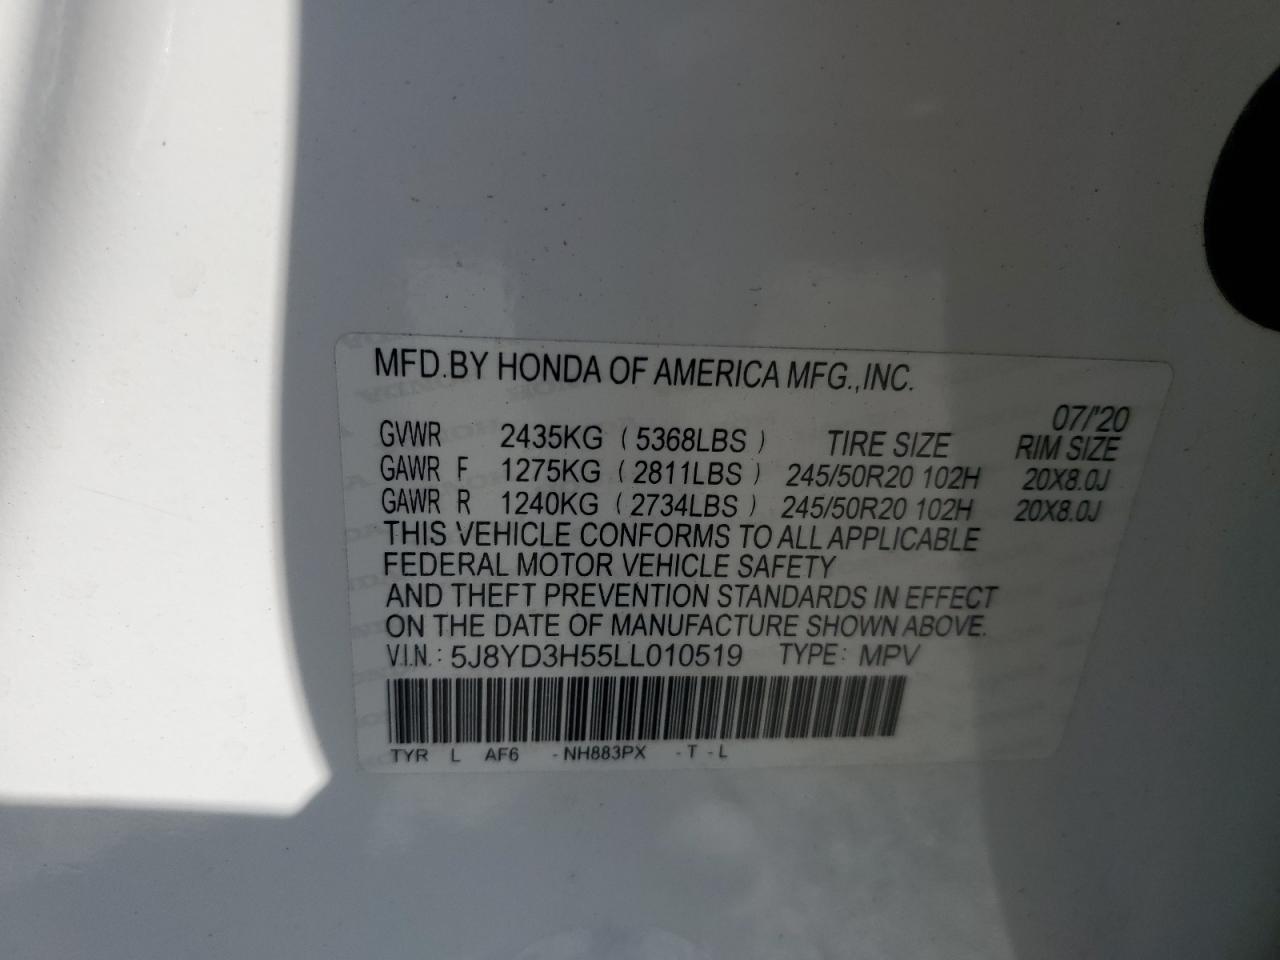 MFD.BY HONDA OF AMERICA MFG.,INC.
07/'20
GVWR 2435KG (5368LBS) TIRE SIZE RIM SIZE
GAWR F 1275KG (2811LBS) 245/50R20 102H 20X8.0J
GAWR R 1240KG (2734LBS) 245/50R20 102H 20X8.0J
THIS VEHICLE CONFORMS TO ALL APPLICABLE
FEDERAL MOTOR VEHICLE SAFETY
AND THEFT PREVENTION STANDARDS IN EFFECT
ON THE DATE OF MANUFACTURE SHOWN ABOVE.
V.I.N.: 5J8YD3H55LL010519 TYPE: MPV
TYR L AF6 -NH883PX -T -L